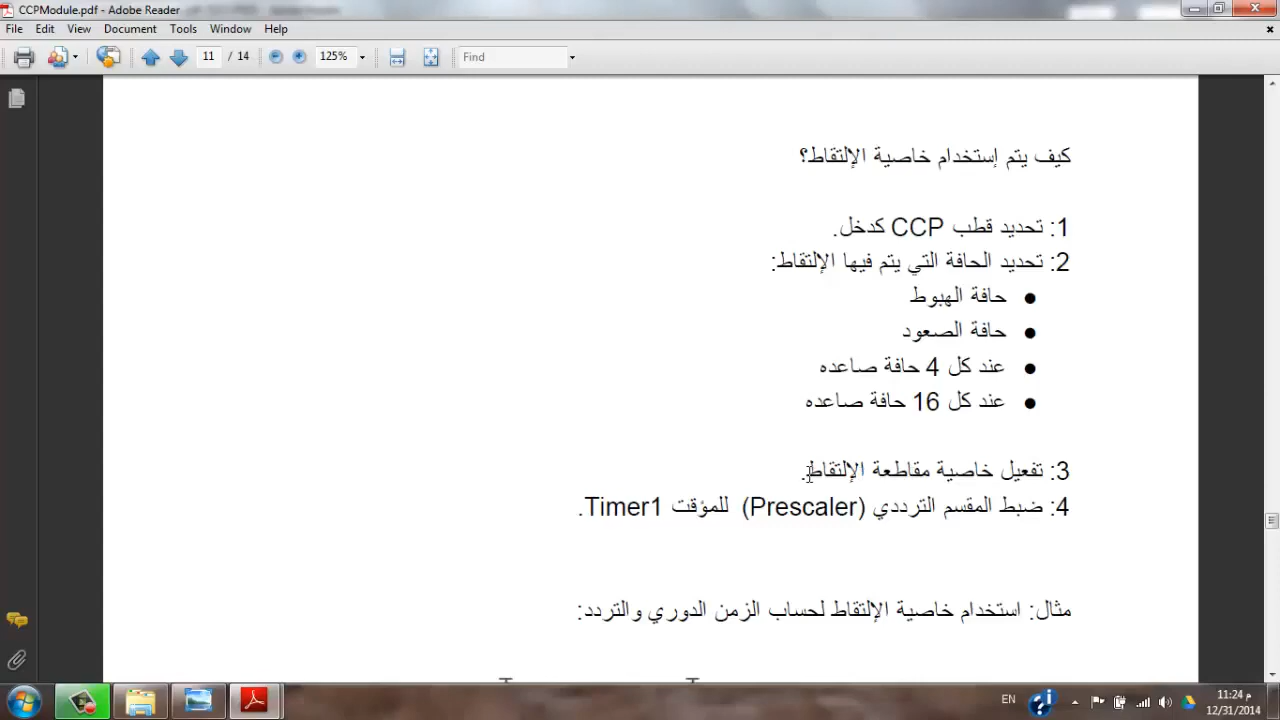 CCPModule.pdf - Adobe Reader
File Edit View Document Tools Window Help
11 / 14 125% Find
كيف يتم إستخدام خاصية الإلتقاط؟
1: تحديد قطب CCP كدخل.
2: تحديد الحافة التي يتم فيها الإلتقاط:
● حافة الهبوط
● حافة الصعود
● عند كل 4 حافة صاعده
● عند كل 16 حافة صاعده
3: تفعيل خاصية مقاطعة الإلتقاط.
4: ضبط المقسم الترددي (Prescaler) للمؤقت Timer1.
مثال: استخدام خاصية الإلتقاط لحساب الزمن الدوري والتردد:
EN
11:24 م
12/31/2014